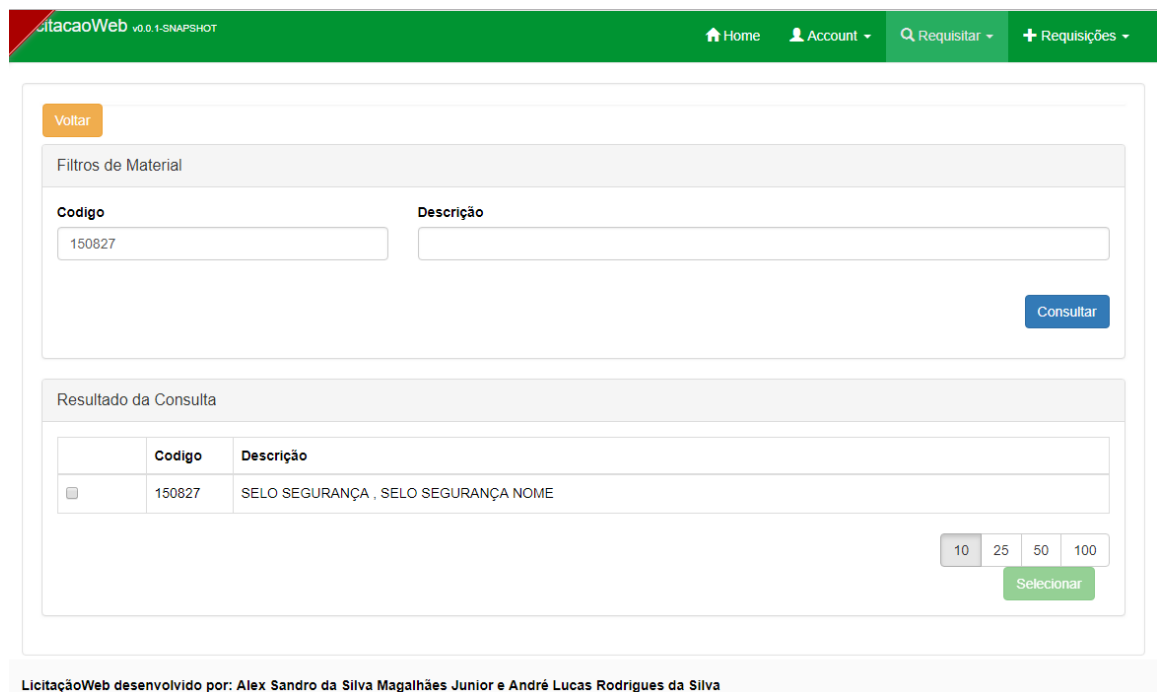 citacaoWeb v0.0.1-SNAPSHOT Home Account Requisitar Requisições
Voltar
Filtros de Material
Codigo Descrição
150827
Consultar
Resultado da Consulta
Codigo Descrição
150827 SELO SEGURANÇA , SELO SEGURANÇA NOME
10 25 50 100
Selecionar
LicitaçãoWeb desenvolvido por: Alex Sandro da Silva Magalhães Junior e André Lucas Rodrigues da Silva